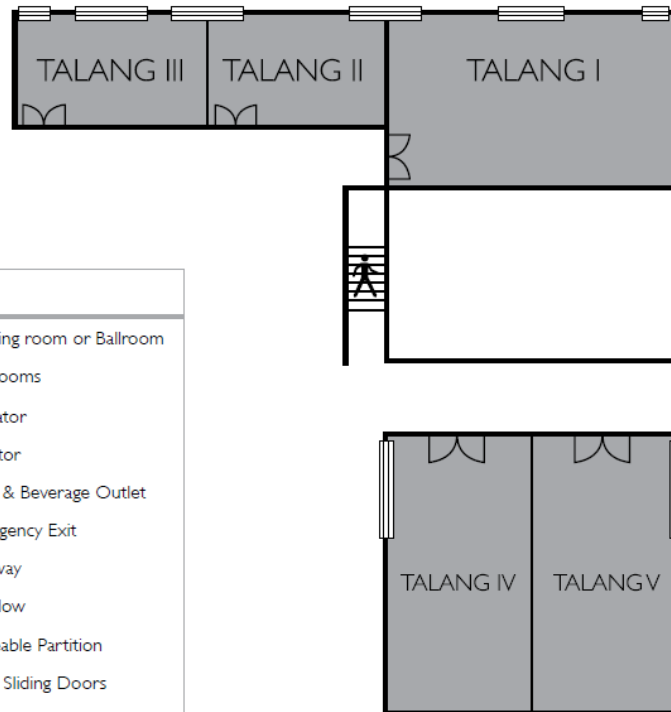 TALANG III
TALANG II
TALANG I
ing room or Ballroom
ooms
ator
tor
& Beverage Outlet
gency Exit
way
low
able Partition
Sliding Doors
TALANG IV
TALANG V